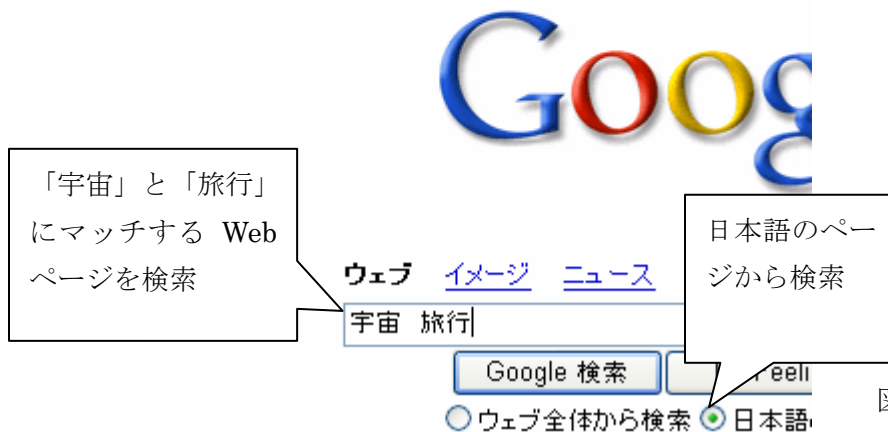 Goog
「宇宙」と「旅行」
にマッチする Web
ページを検索
日本語のペー
ジから検索
ウェブ イメージ ニュース
宇宙 旅行
Google 検索 Feeli
ウェブ全体から検索 日本語